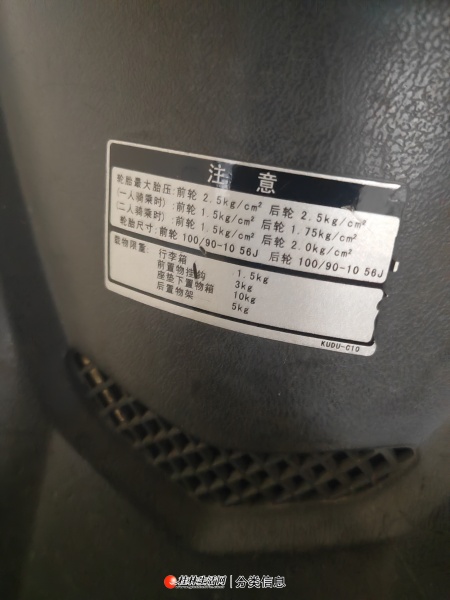 注 意
轮胎最大胎压:前轮 2.5kg/cm² 后轮 2.5kg/cm²
(一人骑乘时):前轮 1.5kg/cm² 后轮 1.75kg/cm²
(二人骑乘时):前轮 1.5kg/cm² 后轮 2.0kg/cm²
轮胎尺寸:前轮 100/90-10 56J 后轮 100/90-10 56J
载物限量: 行李箱 1.5kg
前置物挂钩 3kg
座垫下置物箱 10kg
后置物架 5kg
KUDU-C10
桂林生活网 | 分类信息